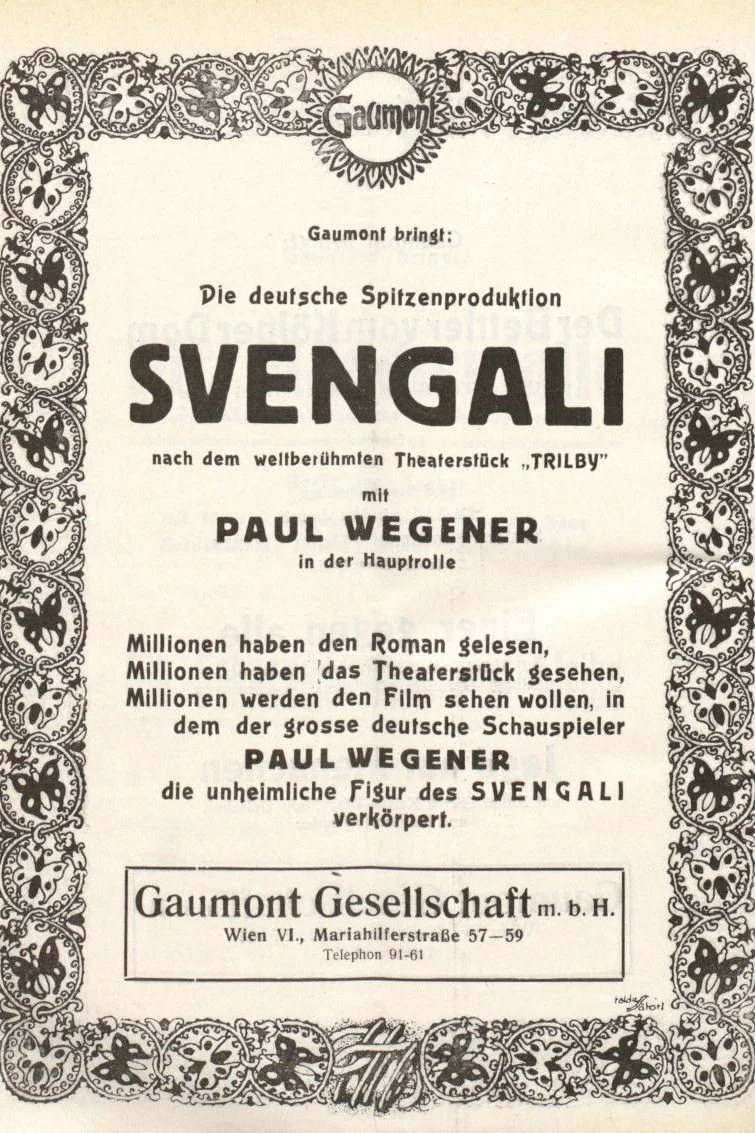 Gaumont
Gaumont bringt:
Die deutsche Spitzenproduktion
SVENGALI
nach dem weltberühmten Theaterstück „TRILBY”
mit
PAUL WEGENER
in der Hauptrolle
Millionen haben den Roman gelesen,
Millionen haben das Theaterstück gesehen,
Millionen werden den Film sehen wollen, in
dem der grosse deutsche Schauspieler
PAUL WEGENER
die unheimliche Figur des SVENGALI
verkörpert.
Gaumont Gesellschaft m. b. H.
Wien VI., Mariahilferstraße 57—59
Telephon 91-61